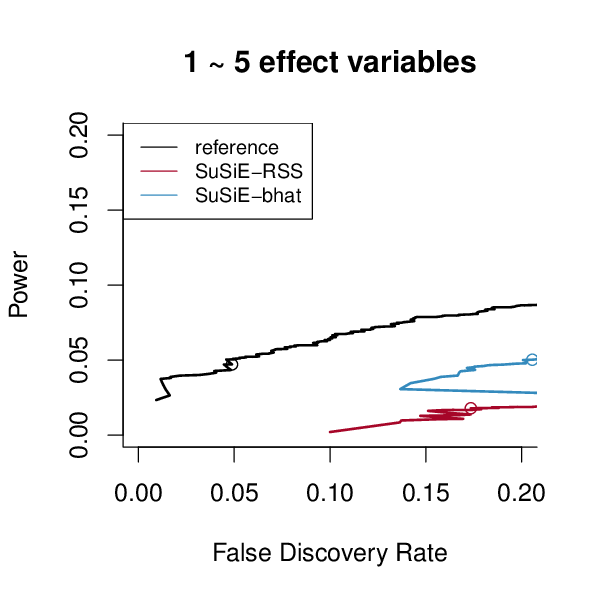 1 ~ 5 effect variables
reference
SuSiE−RSS
SuSiE−bhat
Power
0.20
0.15
0.10
0.05
0.00
0.00 0.05 0.10 0.15 0.20
False Discovery Rate